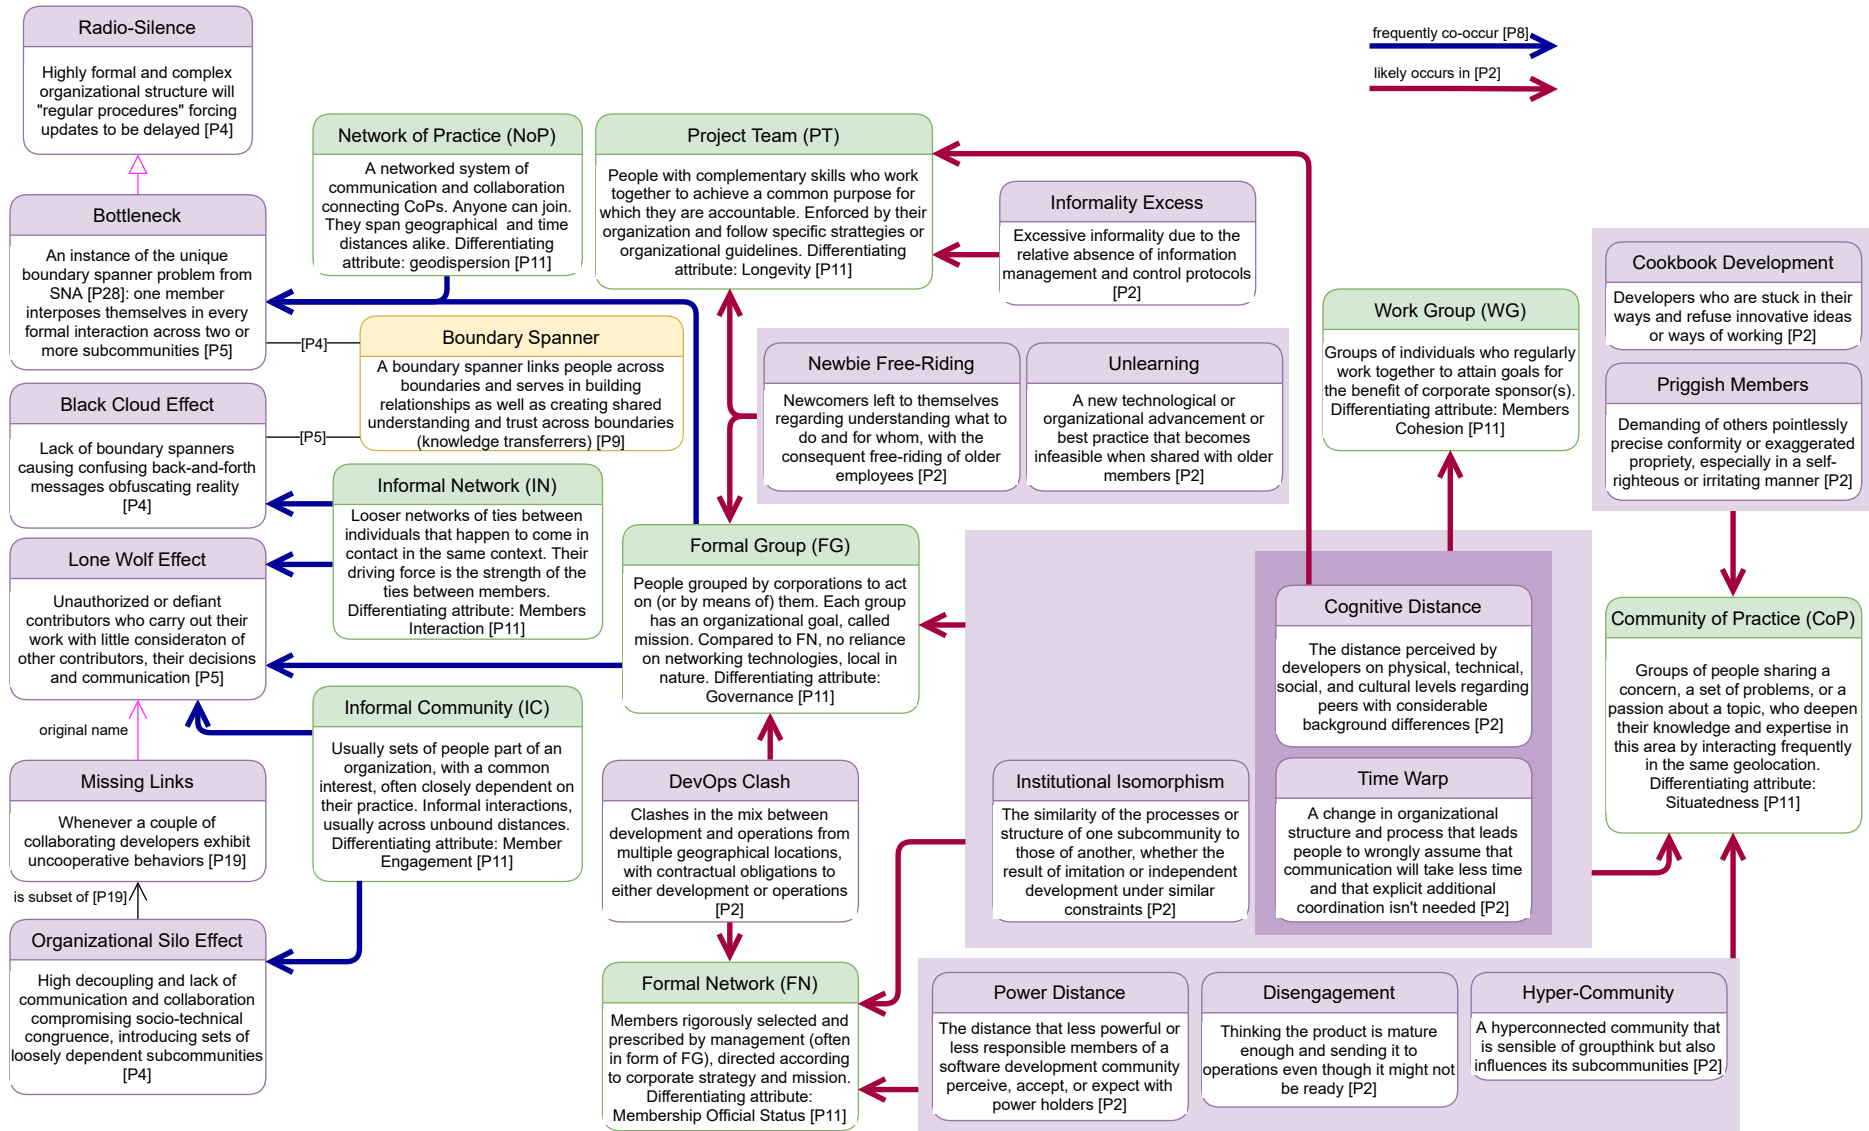 Radio-Silence
Highly formal and complex
organizational structure will
"regular procedures" forcing
updates to be delayed [P4]
frequently co-occur [P8]
likely occurs in [P2]
Network of Practice (NoP)
A networked system of
communication and collaboration
connecting CoPs. Anyone can join.
They span geographical and time
distances alike. Differentiating
attribute: geodispersion [P11]
Project Team (PT)
People with complementary skills who work
together to achieve a common purpose for
which they are accountable. Enforced by their
organization and follow specific strattegies or
organizational guidelines. Differentiating
attribute: Longevity [P11]
Informality Excess
Excessive informality due to the
relative absence of information
management and control protocols
[P2]
Bottleneck
An instance of the unique
boundary spanner problem from
SNA [P28]: one member
interposes themselves in every
formal interaction across two or
more subcommunities [P5]
[P4]
Boundary Spanner
A boundary spanner links people across
boundaries and serves in building
relationships as well as creating shared
understanding and trust across boundaries
(knowledge transferrers) [P9]
[P5]
Black Cloud Effect
Lack of boundary spanners
causing confusing back-and-forth
messages obfuscating reality
[P4]
Newbie Free-Riding
Newcomers left to themselves
regarding understanding what to
do and for whom, with the
consequent free-riding of older
employees [P2]
Unlearning
A new technological or
organizational advancement or
best practice that becomes
infeasible when shared with older
members [P2]
Work Group (WG)
Groups of individuals who regularly
work together to attain goals for
the benefit of corporate sponsor(s).
Differentiating attribute: Members
Cohesion [P11]
Cookbook Development
Developers who are stuck in their
ways and refuse innovative ideas
or ways of working [P2]
Priggish Members
Demanding of others pointlessly
precise conformity or exaggerated
propriety, especially in a self-
righteous or irritating manner [P2]
Informal Network (IN)
Looser networks of ties between
individuals that happen to come in
contact in the same context. Their
driving force is the strength of the
ties between members.
Differentiating attribute: Members
Interaction [P11]
Lone Wolf Effect
Unauthorized or defiant
contributors who carry out their
work with little consideraton of
other contributors, their decisions
and communication [P5]
Formal Group (FG)
People grouped by corporations to act
on (or by means of) them. Each group
has an organizational goal, called
mission. Compared to FN, no reliance
on networking technologies, local in
nature. Differentiating attribute:
Governance [P11]
Cognitive Distance
The distance perceived by
developers on physical, technical,
social, and cultural levels regarding
peers with considerable
background differences [P2]
Community of Practice (CoP)
Groups of people sharing a
concern, a set of problems, or a
passion about a topic, who deepen
their knowledge and expertise in
this area by interacting frequently
in the same geolocation.
Differentiating attribute:
Situatedness [P11]
original name
Informal Community (IC)
Usually sets of people part of an
organization, with a common
interest, often closely dependent on
their practice. Informal interactions,
usually across unbound distances.
Differentiating attribute: Member
Engagement [P11]
Missing Links
Whenever a couple of
collaborating developers exhibit
uncooperative behaviors [P19]
is subset of [P19]
DevOps Clash
Clashes in the mix between
development and operations from
multiple geographical locations,
with contractual obligations to
either development or operations
[P2]
Institutional Isomorphism
The similarity of the processes or
structure of one subcommunity to
those of another, whether the
result of imitation or independent
development under similar
constraints [P2]
Time Warp
A change in organizational
structure and process that leads
people to wrongly assume that
communication will take less time
and that explicit additional
coordination isn't needed [P2]
Organizational Silo Effect
High decoupling and lack of
communication and collaboration
compromising socio-technical
congruence, introducing sets of
loosely dependent subcommunities
[P4]
Formal Network (FN)
Members rigorously selected and
prescribed by management (often
in form of FG), directed according
to corporate strategy and mission.
Differentiating attribute:
Membership Official Status [P11]
Power Distance
The distance that less powerful or
less responsible members of a
software development community
perceive, accept, or expect with
power holders [P2]
Disengagement
Thinking the product is mature
enough and sending it to
operations even though it might not
be ready [P2]
Hyper-Community
A hyperconnected community that
is sensible of groupthink but also
influences its subcommunities [P2]